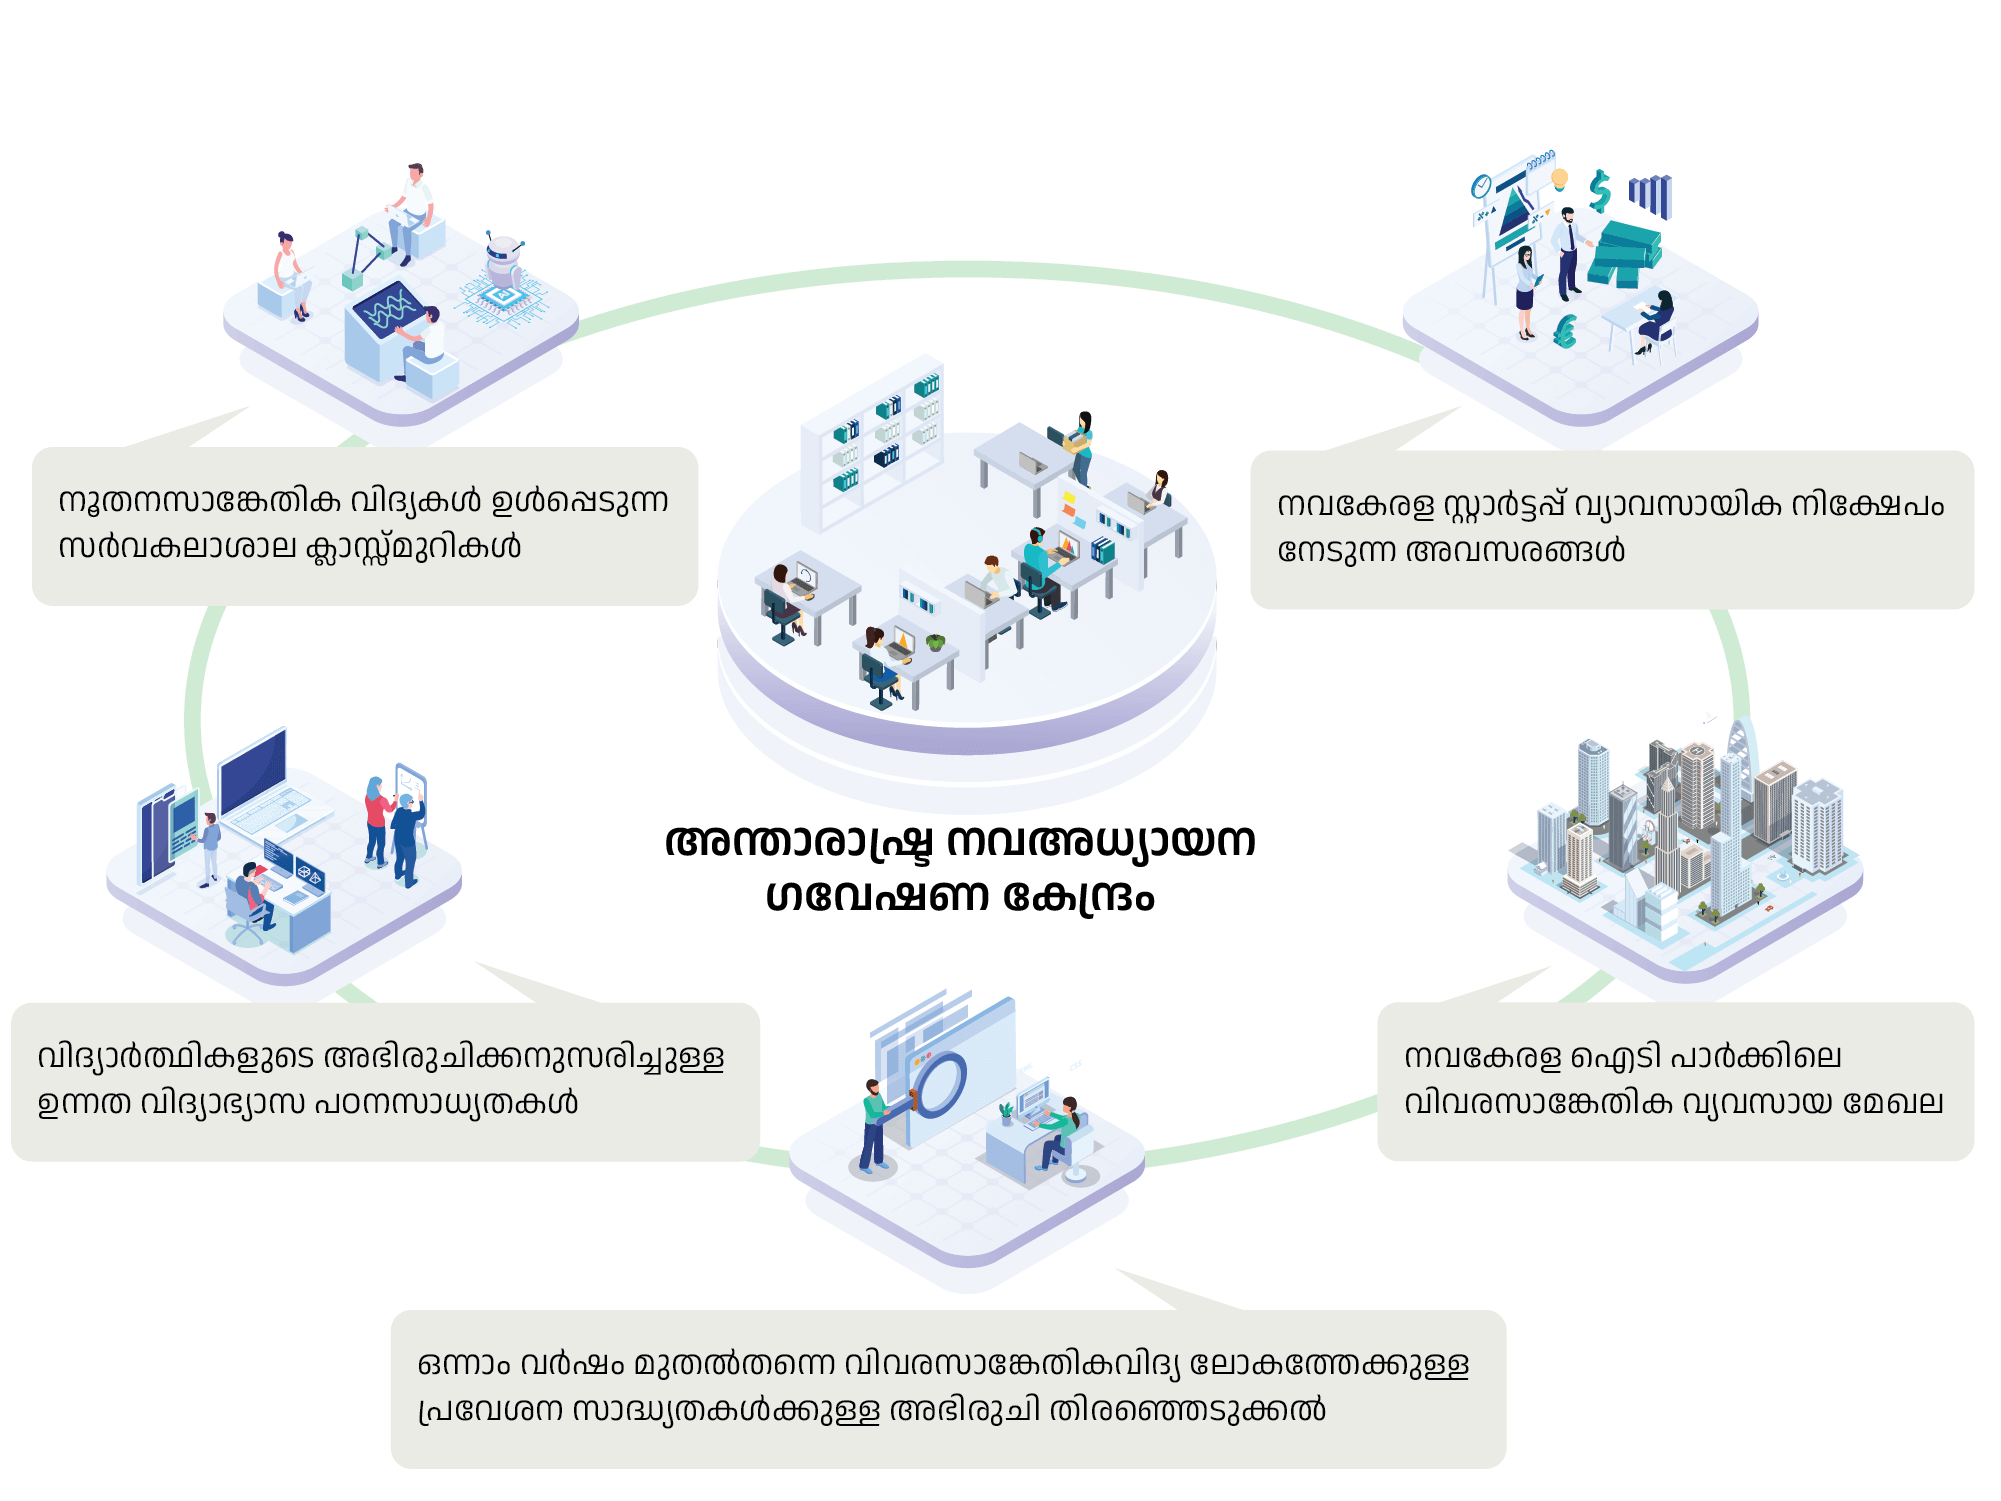 നൂതനസാങ്കേതിക വിദ്യകൾ ഉൾപ്പെടുന്ന
സർവകലാശാല ക്ലാസ്സ്മുറികൾ
നവകേരള സ്റ്റാർട്ടപ്പ് വ്യാവസായിക നിക്ഷേപം
നേടുന്ന അവസരങ്ങൾ
അന്താരാഷ്ട്ര നവഅധ്യായന
ഗവേഷണ കേന്ദ്രം
വിദ്യാർത്ഥികളുടെ അഭിരുചിക്കനുസരിച്ചുള്ള
ഉന്നത വിദ്യാഭ്യാസ പഠനസാധ്യതകൾ
നവകേരള ഐടി പാർക്കിലെ
വിവരസാങ്കേതിക വ്യവസായ മേഖല
ഒന്നാം വർഷം മുതൽതന്നെ വിവരസാങ്കേതികവിദ്യ ലോകത്തേക്കുള്ള
പ്രവേശന സാദ്ധ്യതകൾക്കുള്ള അഭിരുചി തിരഞ്ഞെടുക്കൽ